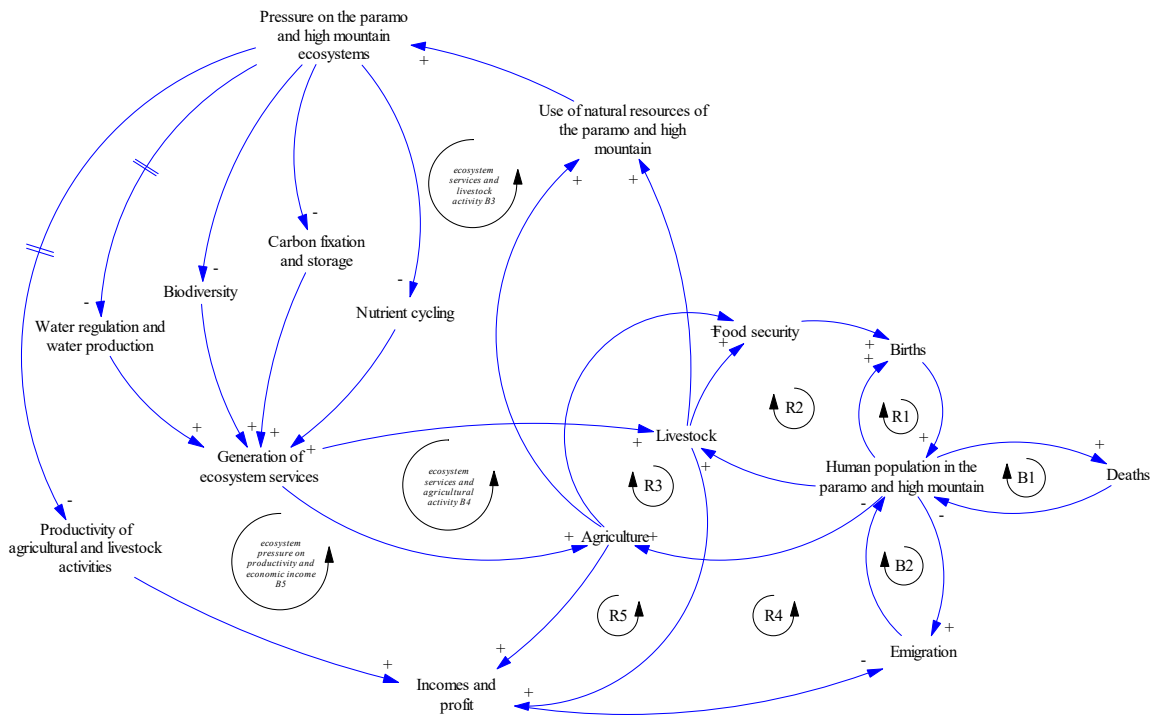 Pressure on the paramo
and high mountain
ecosystems
+
Use of natural resources of
the paramo and high
mountain
+
+
ecosystem
services and
livestock
activity B3
-
Carbon fixation
and storage
-
Biodiversity
-
Nutrient cycling
-
Water regulation and
water production
Food security
+
+
Births
+
+
R2
R1
+
+
+
+
+
Generation of
ecosystem services
Livestock
+
+
Human population in the
paramo and high mountain
+
-
-
Deaths
+
B1
ecosystem
services and
agricultural
activity B4
R3
-
Productivity of
agricultural and livestock
activities
ecosystem
pressure on
productivity and
economic income
B5
Agriculture
+
+
B2
R5
R4
+
Emigration
-
+
+
+
Incomes and
profit